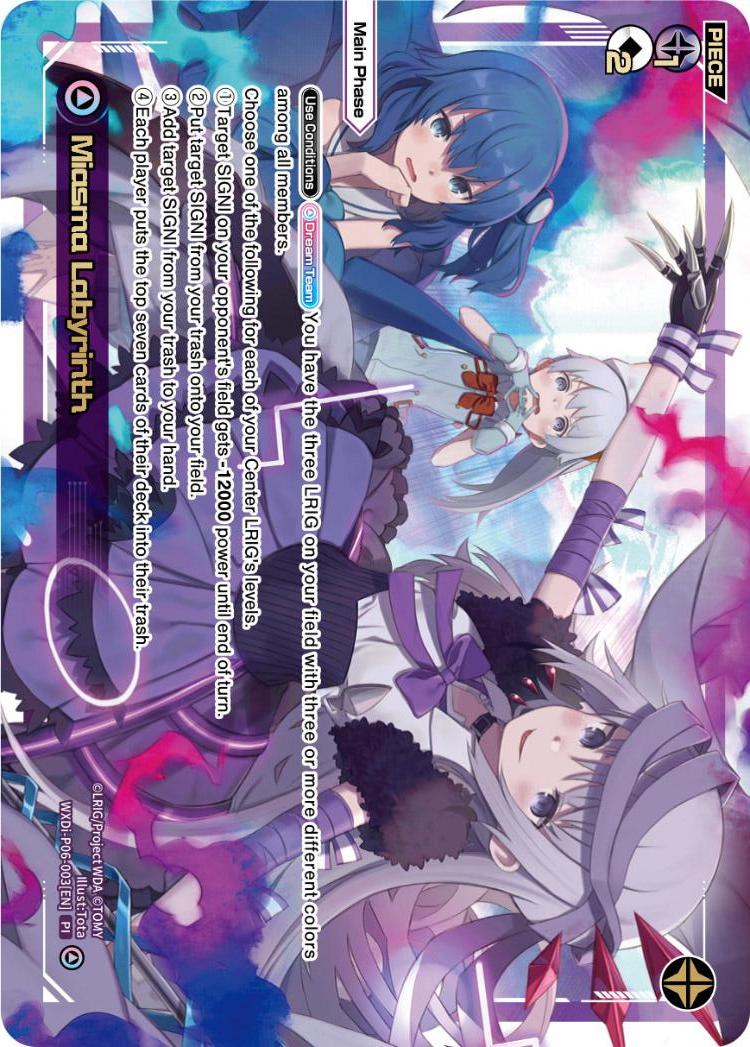 PIECE
1
2
Main Phase
Use Conditions Dream Team You have the three LRIG on your field with three or more different colors
among all members.
Choose one of the following for each of your Center LRIG's levels.
①Target SIGNI on your opponent's field gets -12000 power until end of turn.
②Put target SIGNI from your trash onto your field.
③Add target SIGNI from your trash to your hand.
④Each player puts the top seven cards of their deck into their trash.
Miasma Labyrinth
©LRIG/Project WDA ©TOMY
Illust:Tota
WXDi-P06-003[EN] PI